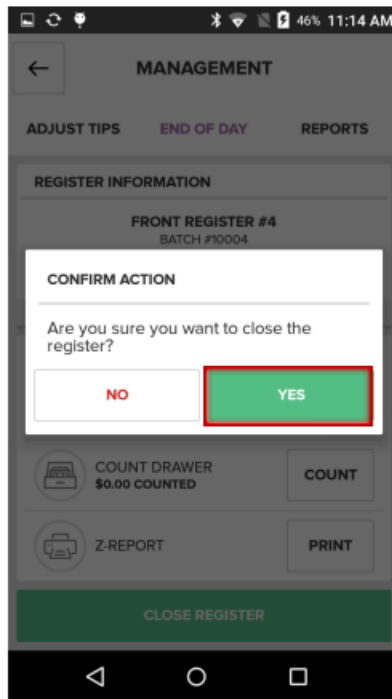 46% 11:14 AM
MANAGEMENT
ADJUST TIPS END OF DAY REPORTS
REGISTER INFORMATION
FRONT REGISTER #4
BATCH #10004
CONFIRM ACTION
Are you sure you want to close the
register?
NO YES
COUNT DRAWER
$0.00 COUNTED
COUNT
Z-REPORT PRINT
CLOSE REGISTER